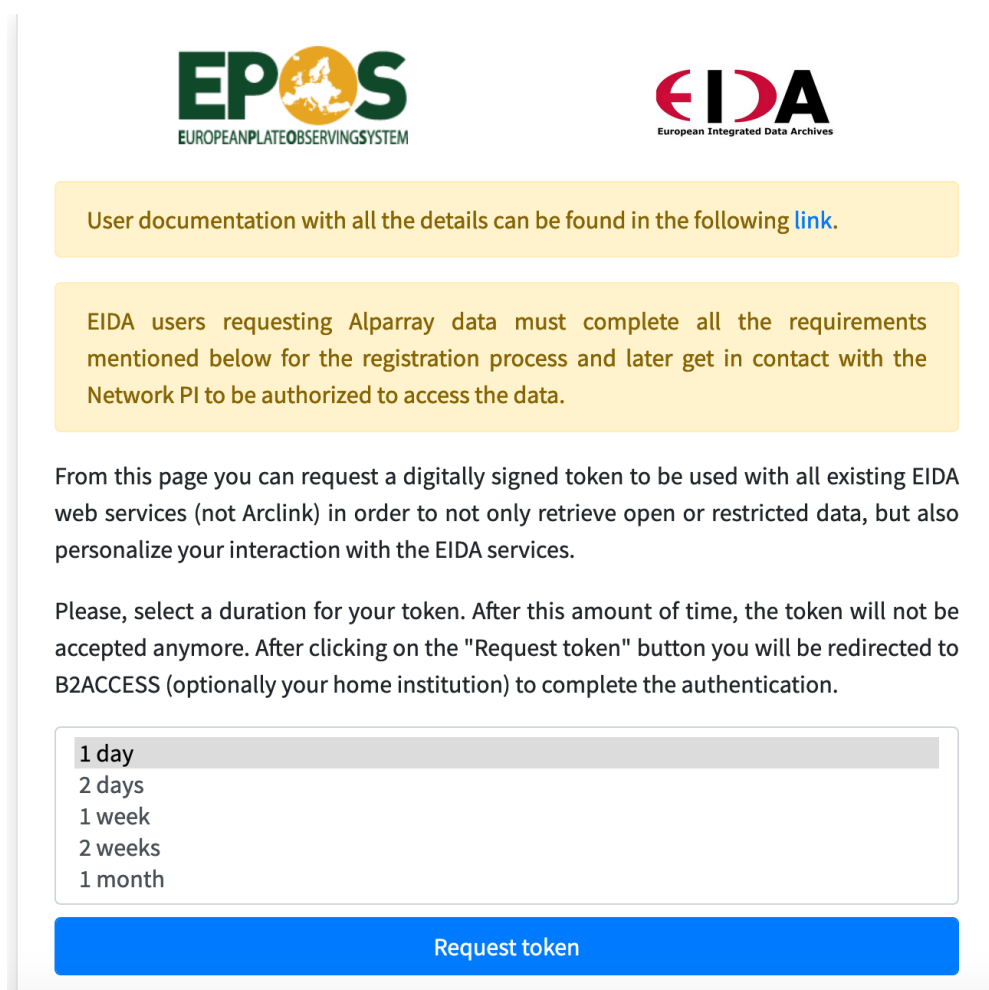 EPOS
EUROPEANPLATEOBSERVINGSYSTEM
EIDA
European Integrated Data Archives
User documentation with all the details can be found in the following link.
EIDA users requesting Alparray data must complete all the requirements
mentioned below for the registration process and later get in contact with the
Network PI to be authorized to access the data.
From this page you can request a digitally signed token to be used with all existing EIDA
web services (not Arclink) in order to not only retrieve open or restricted data, but also
personalize your interaction with the EIDA services.
Please, select a duration for your token. After this amount of time, the token will not be
accepted anymore. After clicking on the "Request token" button you will be redirected to
B2ACCESS (optionally your home institution) to complete the authentication.
1 day
2 days
1 week
2 weeks
1 month
Request token